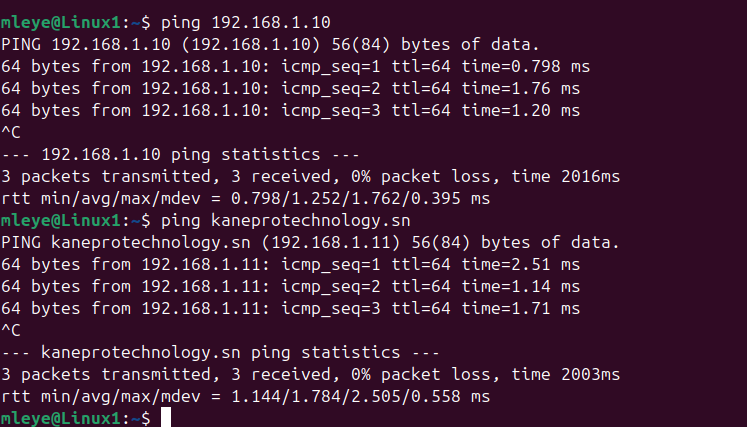 mleye@Linux1:~$ ping 192.168.1.10
PING 192.168.1.10 (192.168.1.10) 56(84) bytes of data.
64 bytes from 192.168.1.10: icmp_seq=1 ttl=64 time=0.798 ms
64 bytes from 192.168.1.10: icmp_seq=2 ttl=64 time=1.76 ms
64 bytes from 192.168.1.10: icmp_seq=3 ttl=64 time=1.20 ms
^C
--- 192.168.1.10 ping statistics ---
3 packets transmitted, 3 received, 0% packet loss, time 2016ms
rtt min/avg/max/mdev = 0.798/1.252/1.762/0.395 ms
mleye@Linux1:~$ ping kaneprotechnology.sn
PING kaneprotechnology.sn (192.168.1.11) 56(84) bytes of data.
64 bytes from 192.168.1.11: icmp_seq=1 ttl=64 time=2.51 ms
64 bytes from 192.168.1.11: icmp_seq=2 ttl=64 time=1.14 ms
64 bytes from 192.168.1.11: icmp_seq=3 ttl=64 time=1.71 ms
^C
--- kaneprotechnology.sn ping statistics ---
3 packets transmitted, 3 received, 0% packet loss, time 2003ms
rtt min/avg/max/mdev = 1.144/1.784/2.505/0.558 ms
mleye@Linux1:~$